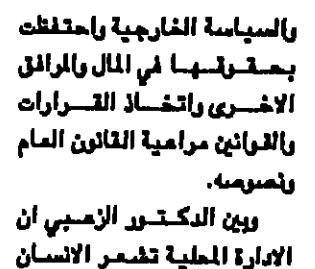 والسياسة الخارجية واحتفظت
بحقوقها في المال والمرافق
الاخرى واتخاذ القرارات
والقوانين مراعية القانون العام
ونصوصه.
وبين الدكتور الزعبي ان
الادارة المحلية تشعر الانسان